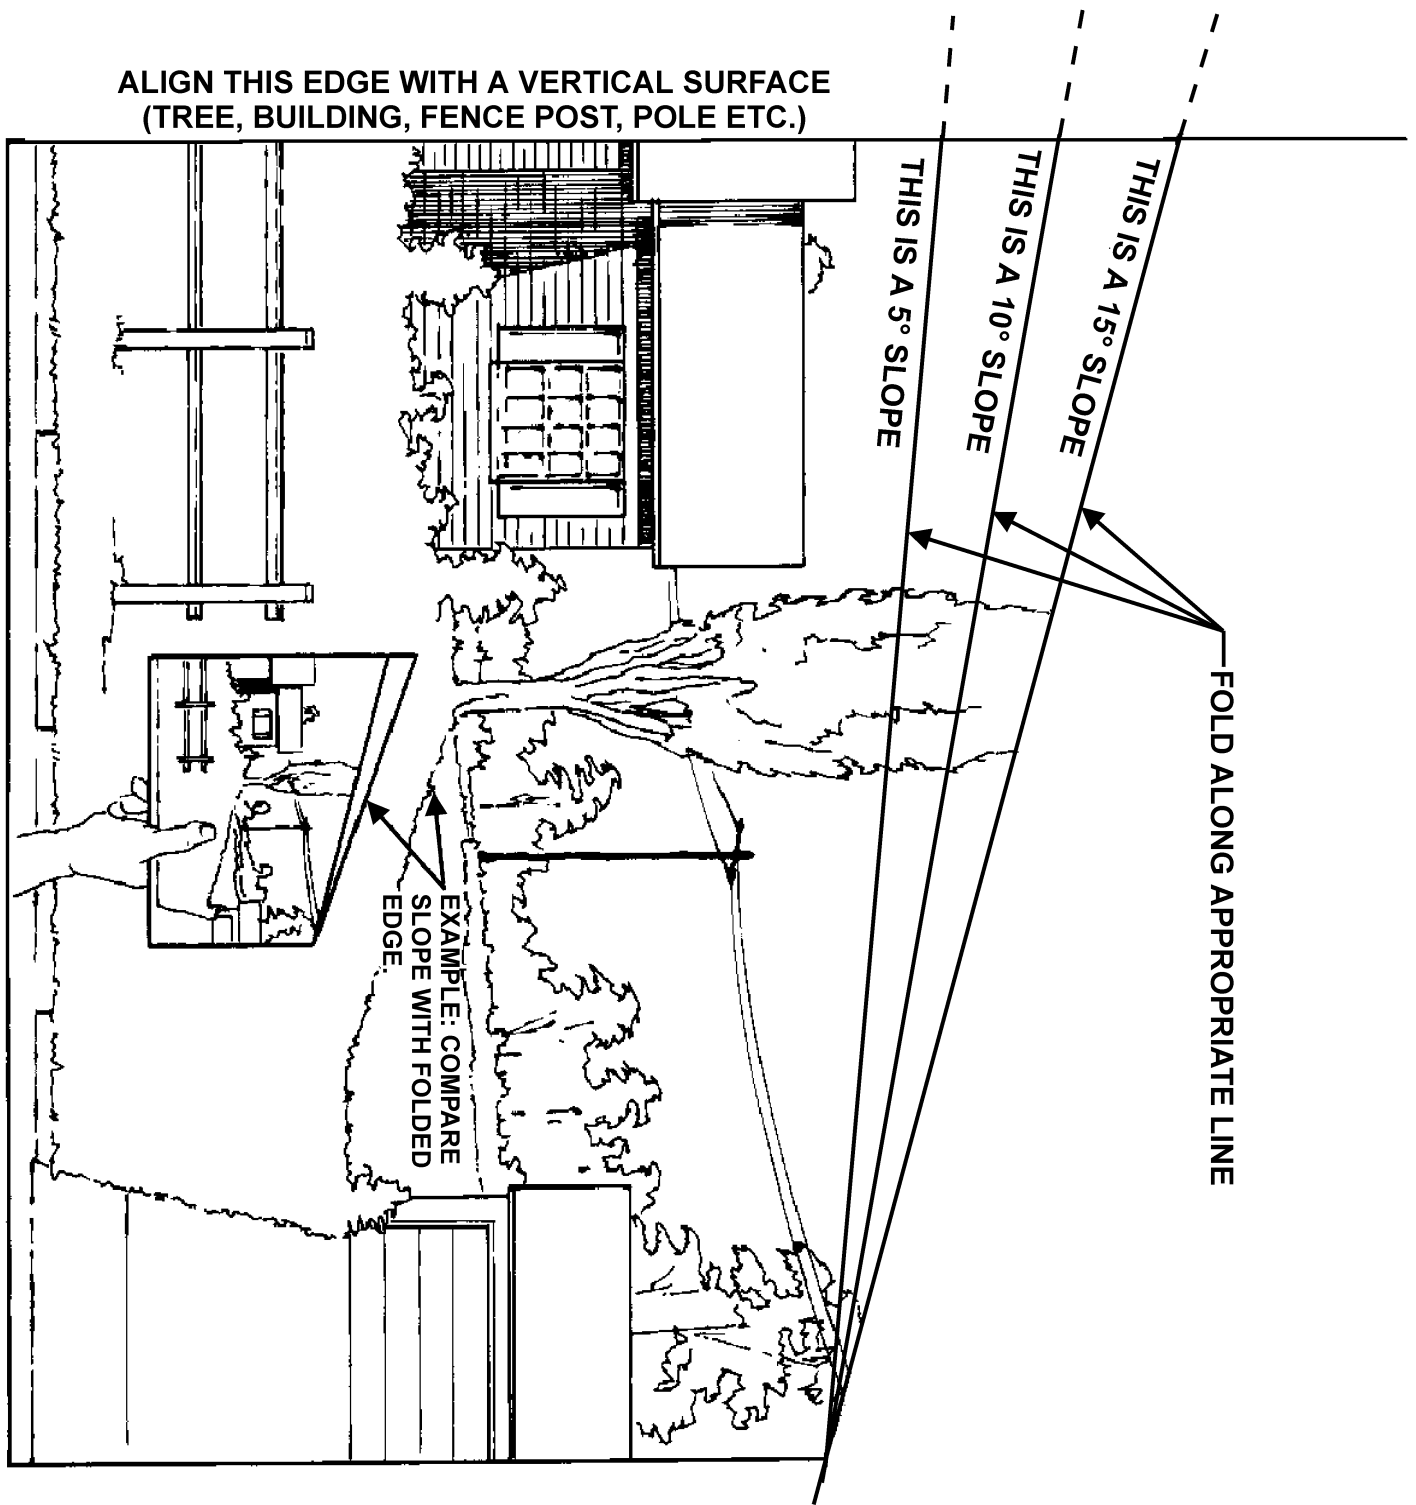 ALIGN THIS EDGE WITH A VERTICAL SURFACE
(TREE, BUILDING, FENCE POST, POLE ETC.)
THIS IS A 5° SLOPE
THIS IS A 10° SLOPE
THIS IS A 15° SLOPE
FOLD ALONG APPROPRIATE LINE
EXAMPLE: COMPARE
SLOPE WITH FOLDED
EDGE.